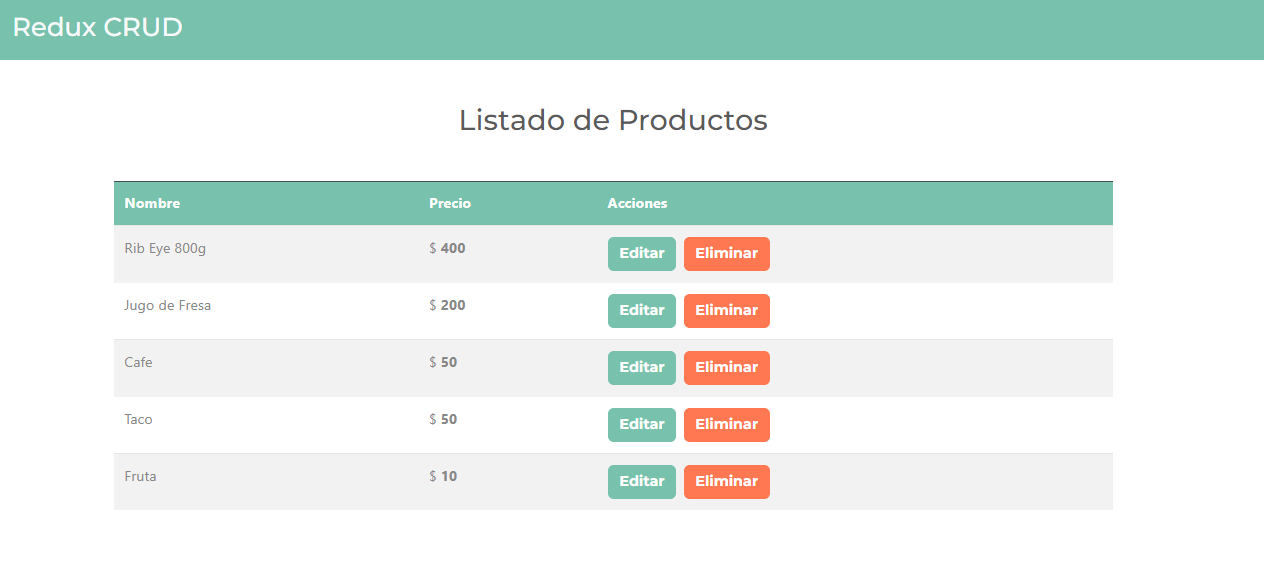 Redux CRUD
Listado de Productos
Nombre Precio Acciones
Rib Eye 800g $ 400 Editar Eliminar
Jugo de Fresa $ 200 Editar Eliminar
Cafe $ 50 Editar Eliminar
Taco $ 50 Editar Eliminar
Fruta $ 10 Editar Eliminar